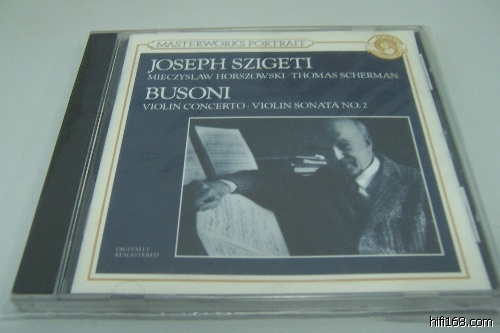 MASTERWORKS PORTRAIT
JOSEPH SZIGETI
MIECZYSLAW HORSZOWSKI · THOMAS SCHERMAN
BUSONI
VIOLIN CONCERTO · VIOLIN SONATA NO. 2
DIGITALLY
REMASTERED
hifi168.com